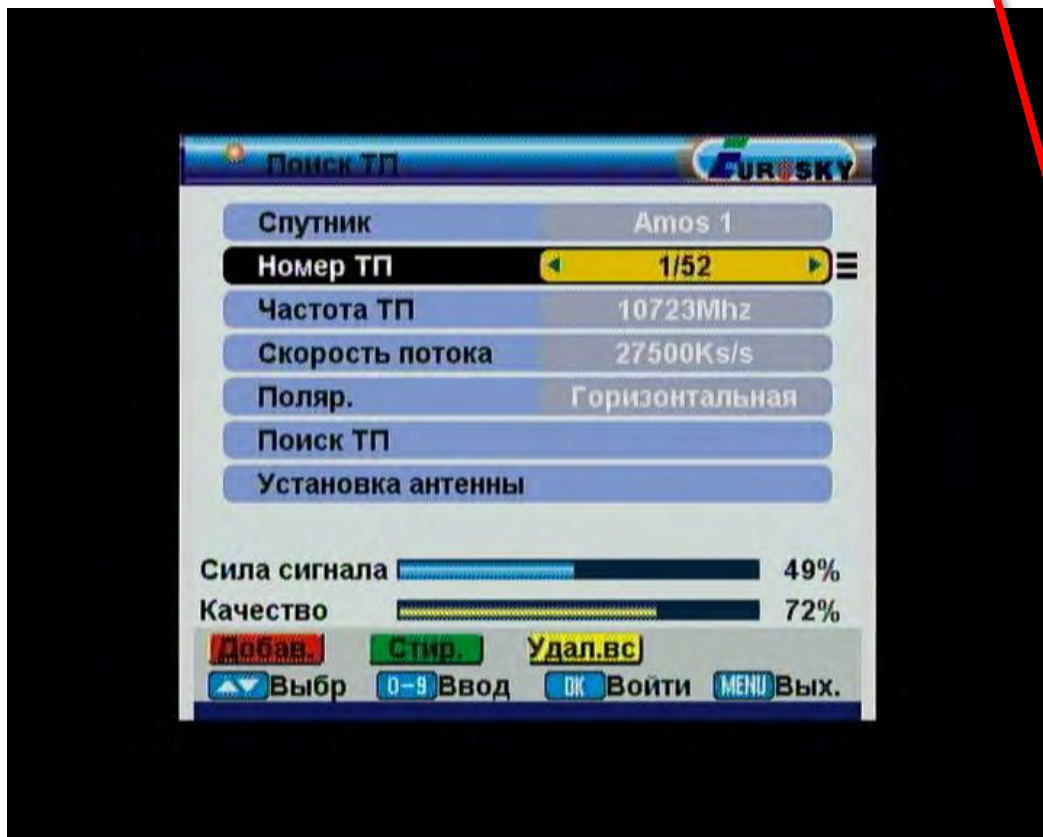 Поиск ТП EUROSKY
Спутник Amos 1
Номер ТП 1/52
Частота ТП 10723Mhz
Скорость потока 27500Ks/s
Поляр. Горизонтальная
Поиск ТП
Установка антенны
Сила сигнала 49%
Качество 72%
Добав. Стир. Удал.вс
Выбр 0-9 Ввод OK Войти MENU Вых.